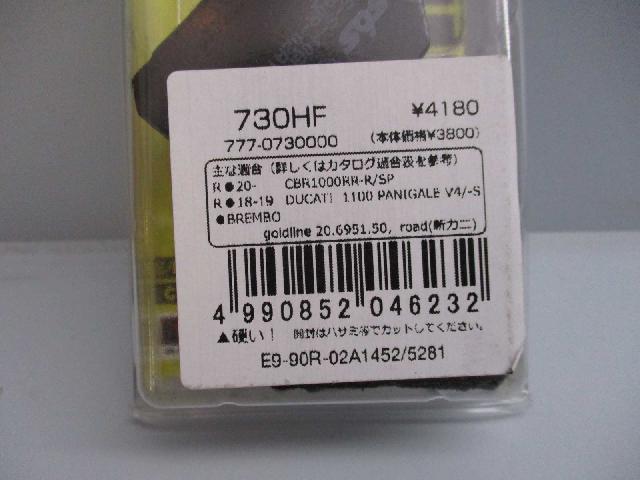 730HF ¥4180
777-0730000 (本体価格¥3800)
主な適合 (詳しくはカタログ適合表を参考)
R ●20- CBR1000RR-R/SP
R ●18-19 DUCATI 1100 PANIGALE V4/-S
●BREMBO
goldline 20.6951.50, road(新カニ)
4 990852 046232
▲硬い! 開封はハサミ等でカットしてください。
E9-90R-02A1452/5281